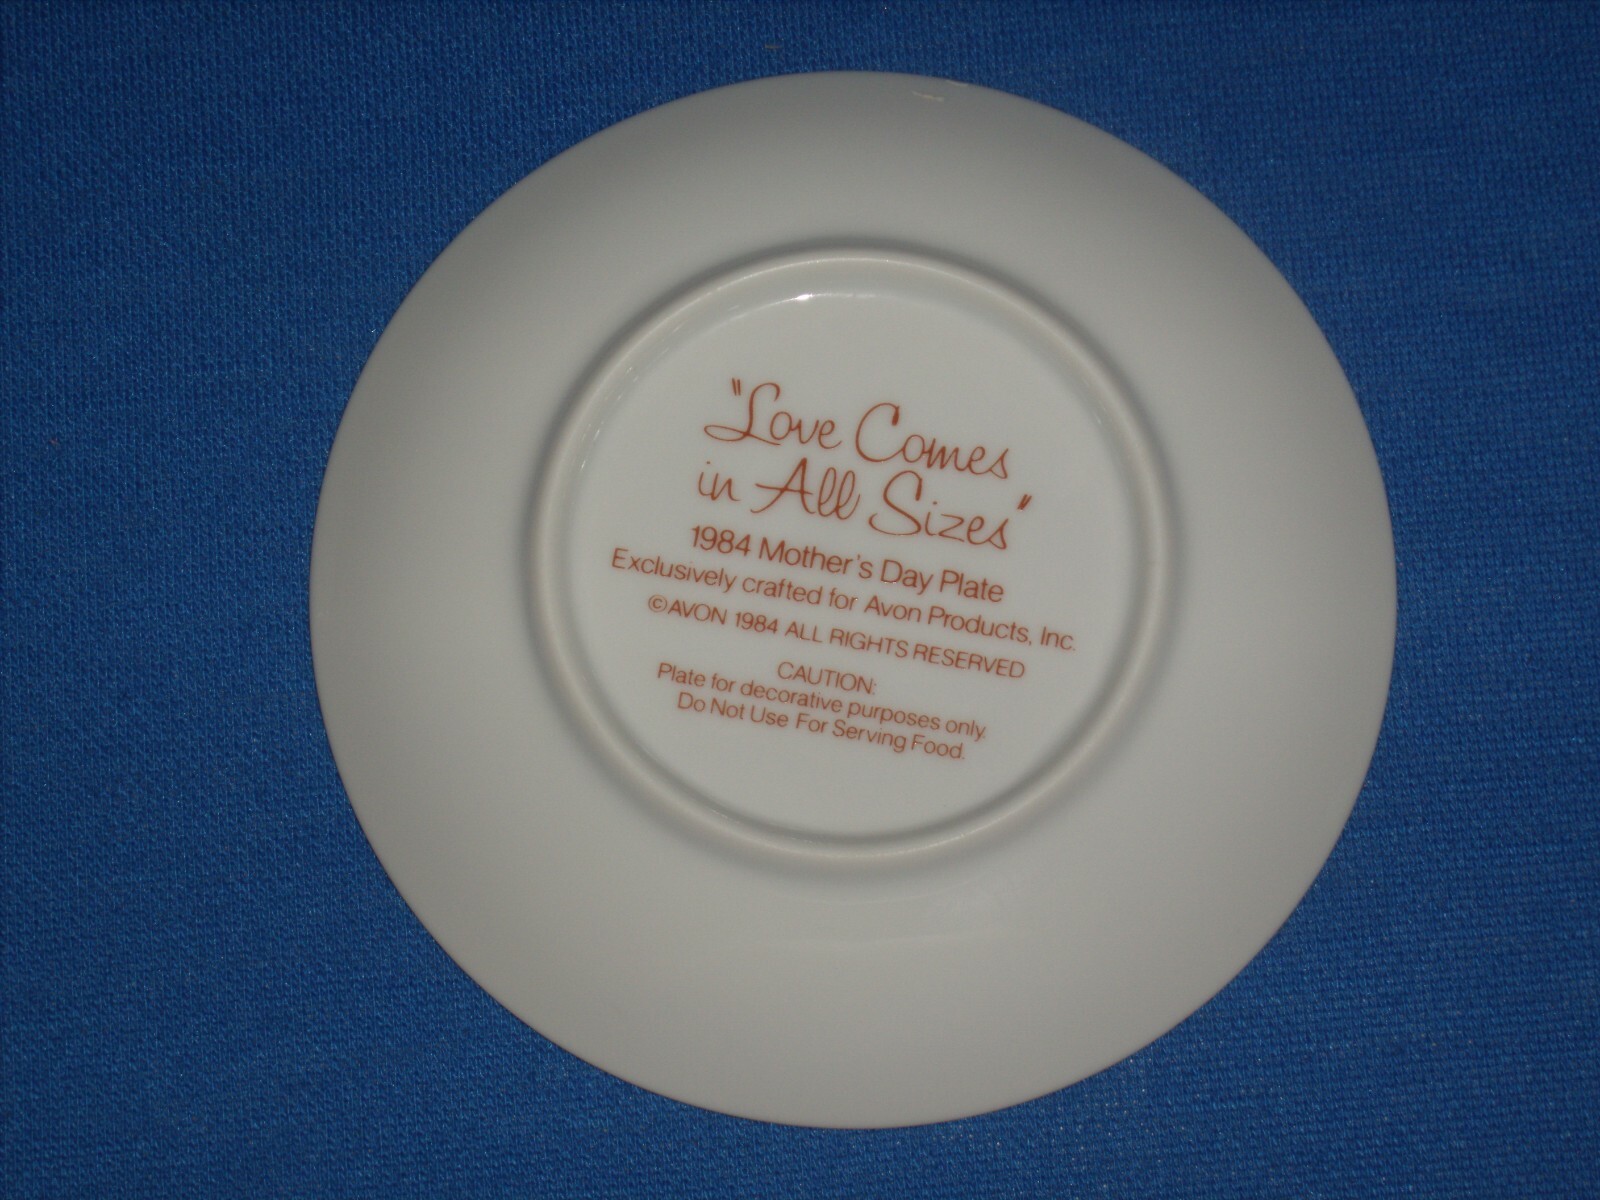 "Love Comes
in All Sizes"
1984 Mother's Day Plate
Exclusively crafted for Avon Products, Inc.
©AVON 1984 ALL RIGHTS RESERVED
CAUTION:
Plate for decorative purposes only.
Do Not Use For Serving Food.